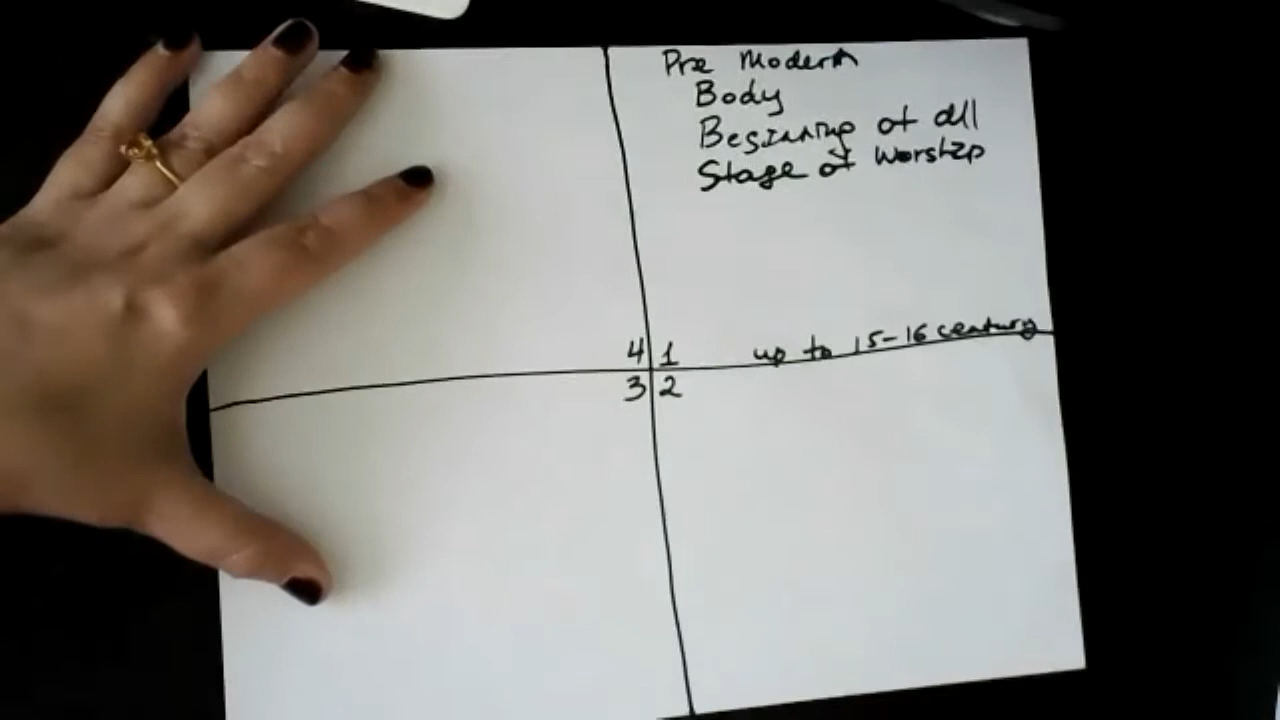 Pre Modern
Body
Beginning of all
Stage of Worship
up to 15-16 century
4 1
3 2